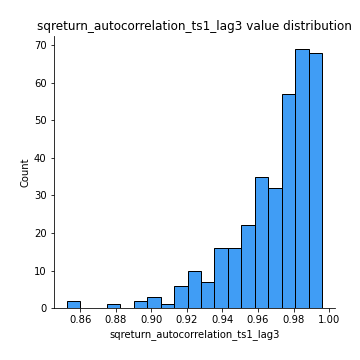 sqreturn_autocorrelation_ts1_lag3 value distribution
70
60
50
40
30
20
10
0
Count
0.86 0.88 0.90 0.92 0.94 0.96 0.98 1.00
sqreturn_autocorrelation_ts1_lag3